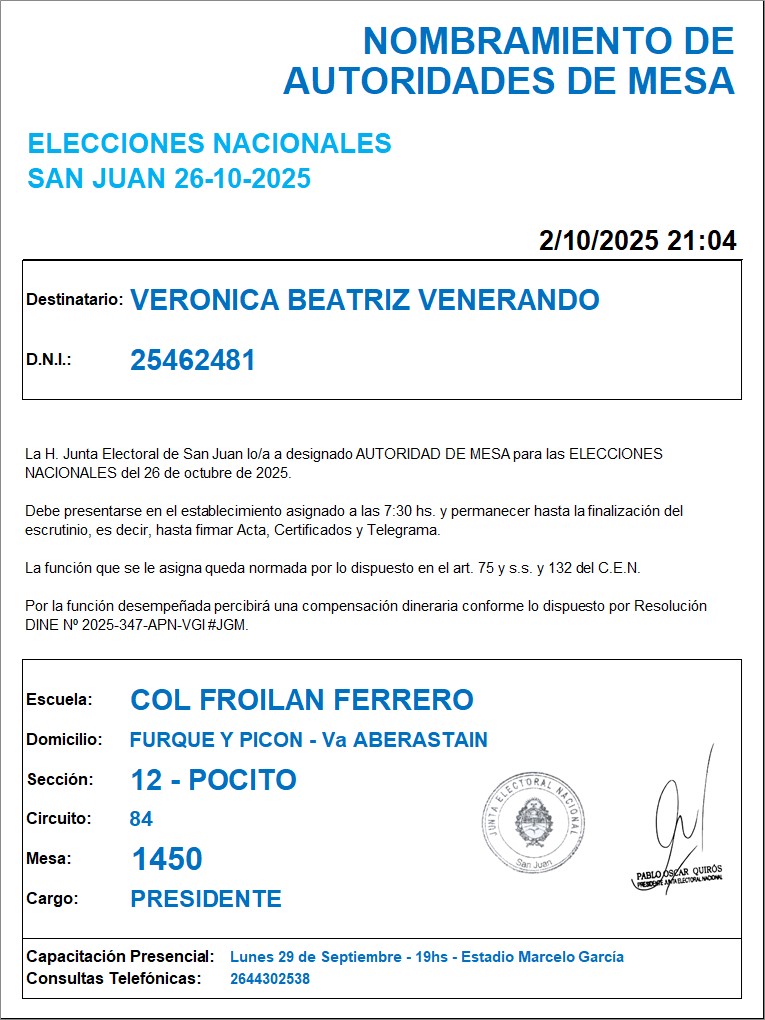 NOMBRAMIENTO DE
AUTORIDADES DE MESA
ELECCIONES NACIONALES
SAN JUAN 26-10-2025
2/10/2025 21:04
Destinatario: VERONICA BEATRIZ VENERANDO
D.N.I.: 25462481
La H. Junta Electoral de San Juan lo/a a designado AUTORIDAD DE MESA para las ELECCIONES
NACIONALES del 26 de octubre de 2025.
Debe presentarse en el establecimiento asignado a las 7:30 hs. y permanecer hasta la finalización del
escrutinio, es decir, hasta firmar Acta, Certificados y Telegrama.
La función que se le asigna queda normada por lo dispuesto en el art. 75 y s.s. y 132 del C.E.N.
Por la función desempeñada percibirá una compensación dineraria conforme lo dispuesto por Resolución
DINE Nº 2025-347-APN-VGI#JGM.
Escuela: COL FROILAN FERRERO
Domicilio: FURQUE Y PICON - Va ABERASTAIN
Sección: 12 - POCITO
Circuito: 84
Mesa: 1450
Cargo: PRESIDENTE
JUNTA ELECTORAL NACIONAL
San Juan
PABLO OSCAR QUIRÓS
PRESIDENTE JUNTA ELECTORAL NACIONAL
Capacitación Presencial: Lunes 29 de Septiembre - 19hs - Estadio Marcelo García
Consultas Telefónicas: 2644302538